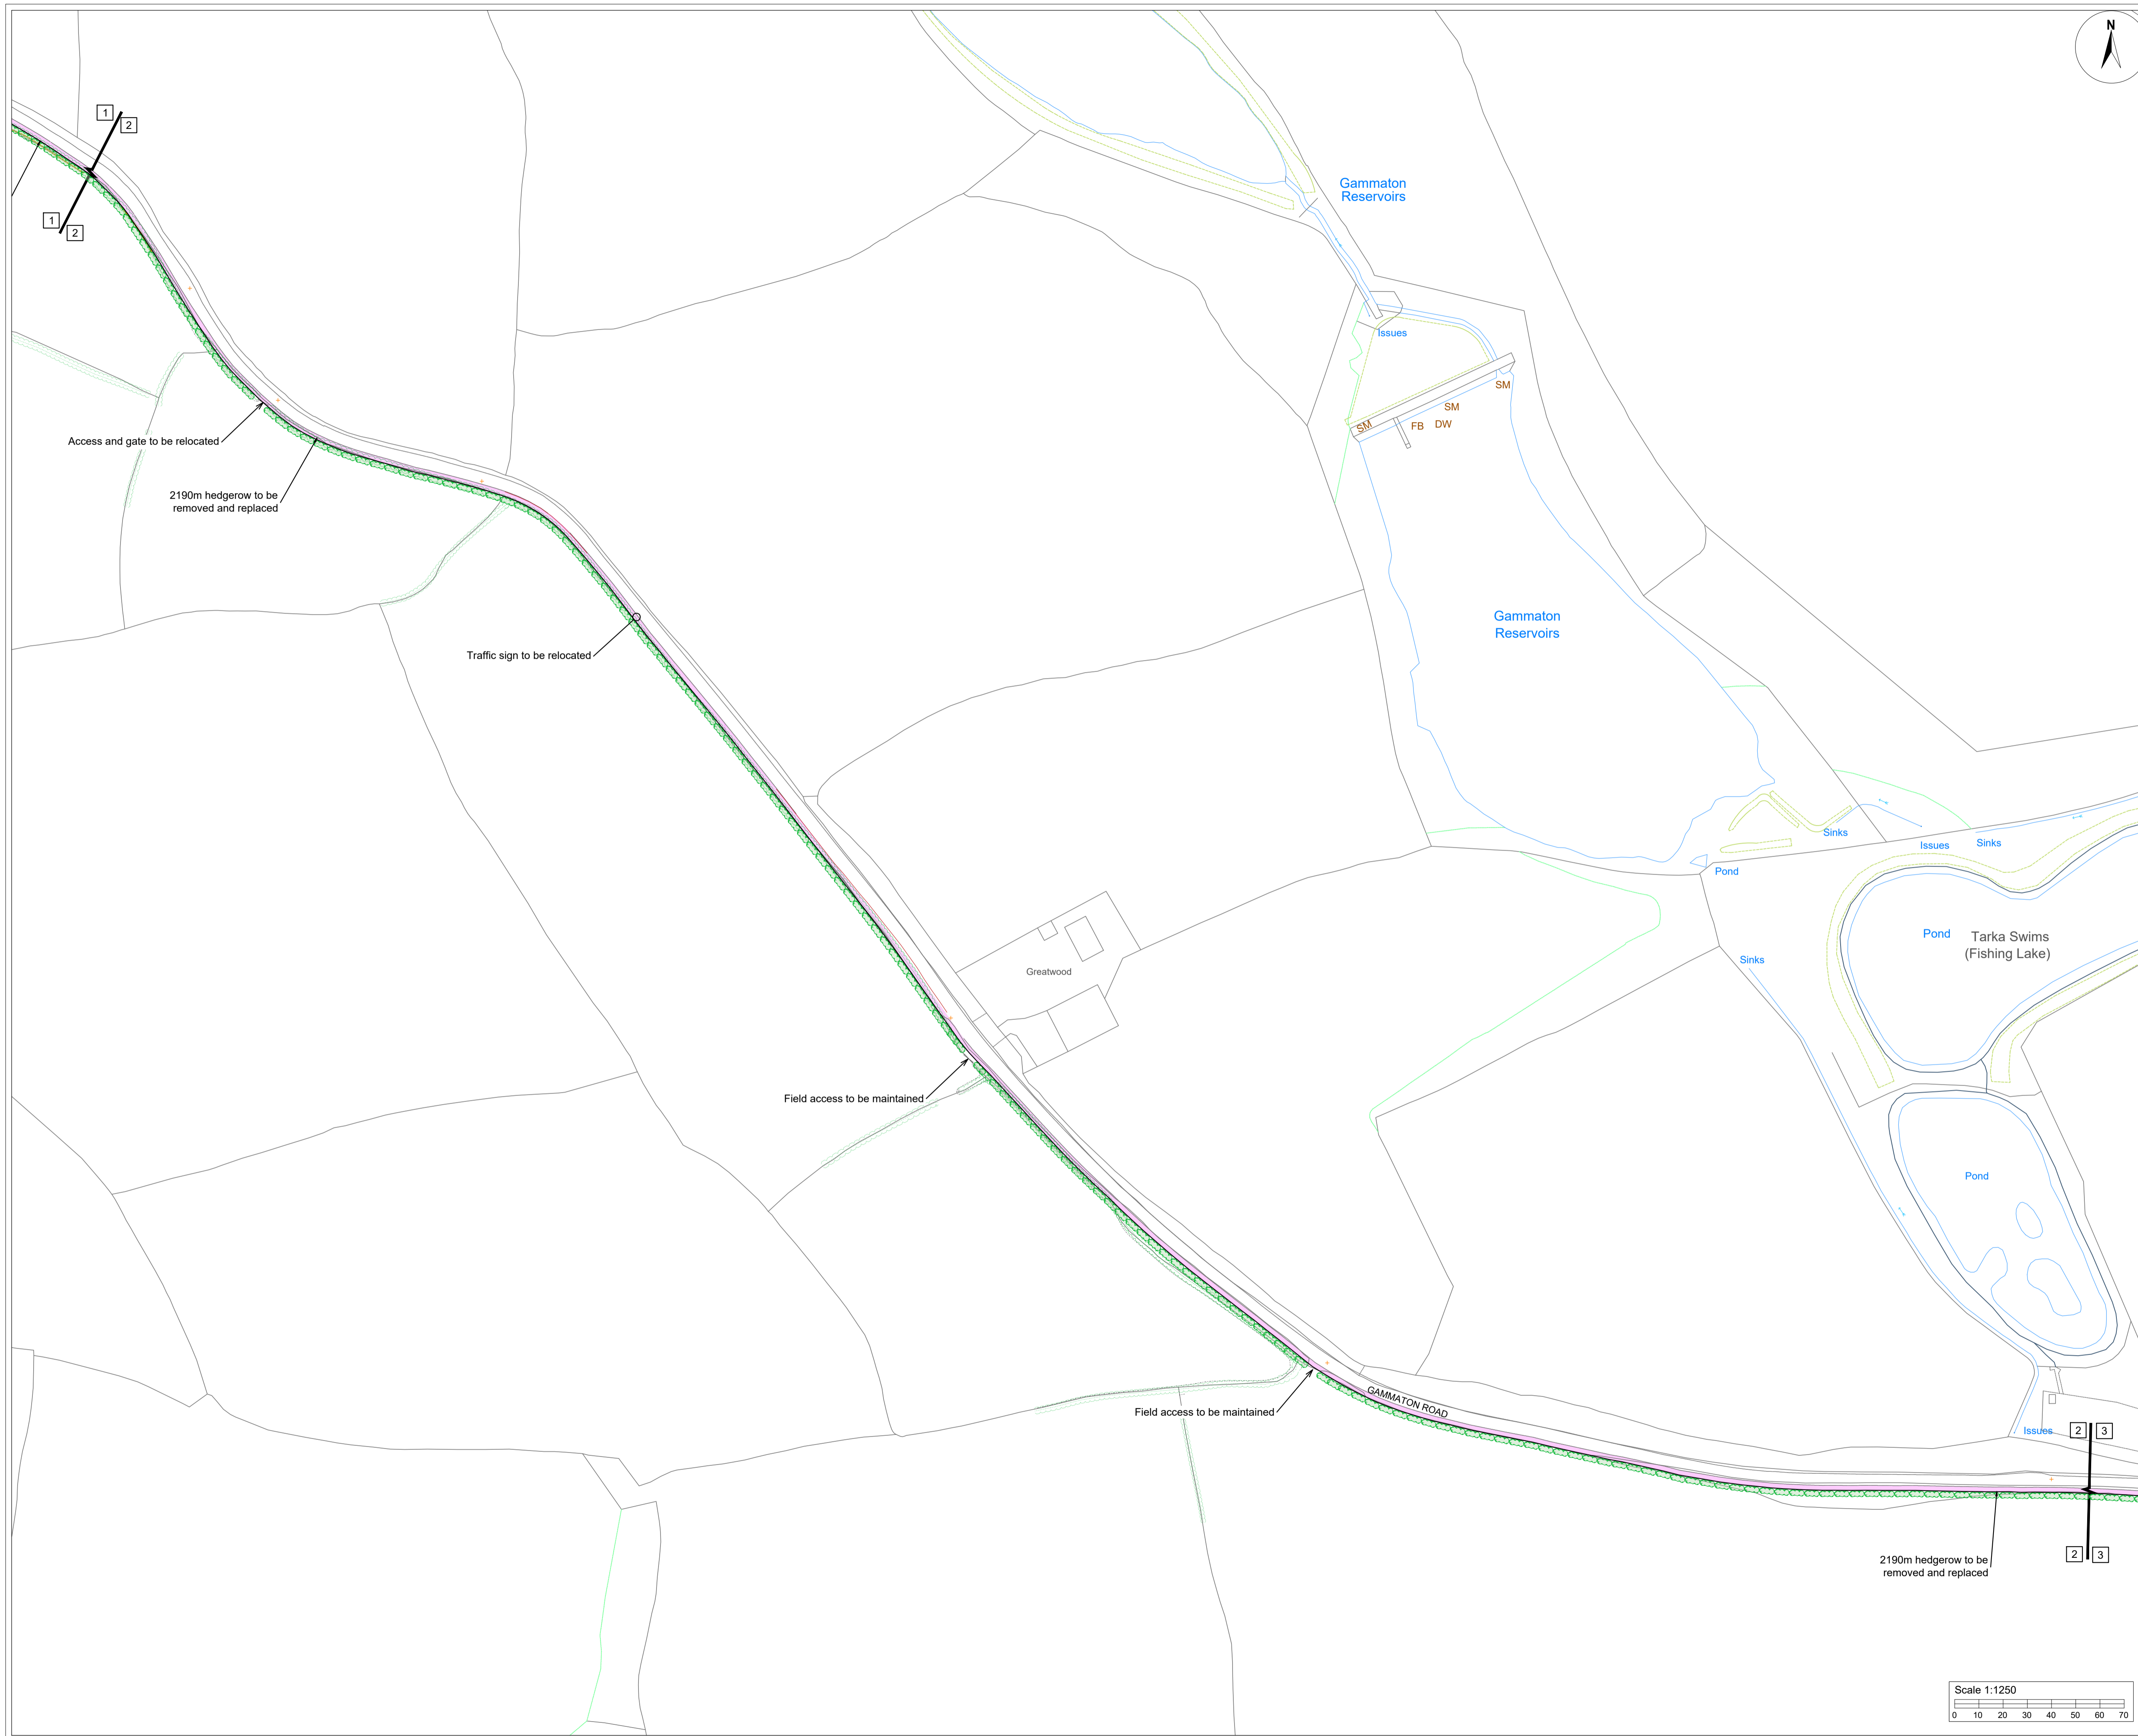 N
1
2
1
2
Gammaton
Reservoirs
Issues
SM
SM
SM
FB
DW
Access and gate to be relocated
2190m hedgerow to be
removed and replaced
Gammaton
Reservoirs
Traffic sign to be relocated
Sinks
Issues
Sinks
Pond
Pond
Tarka Swims
(Fishing Lake)
Sinks
Greatwood
Field access to be maintained
Pond
GAMMATON ROAD
Field access to be maintained
Issues
2
3
2
3
2190m hedgerow to be
removed and replaced
Scale 1:1250
0 10 20 30 40 50 60 70